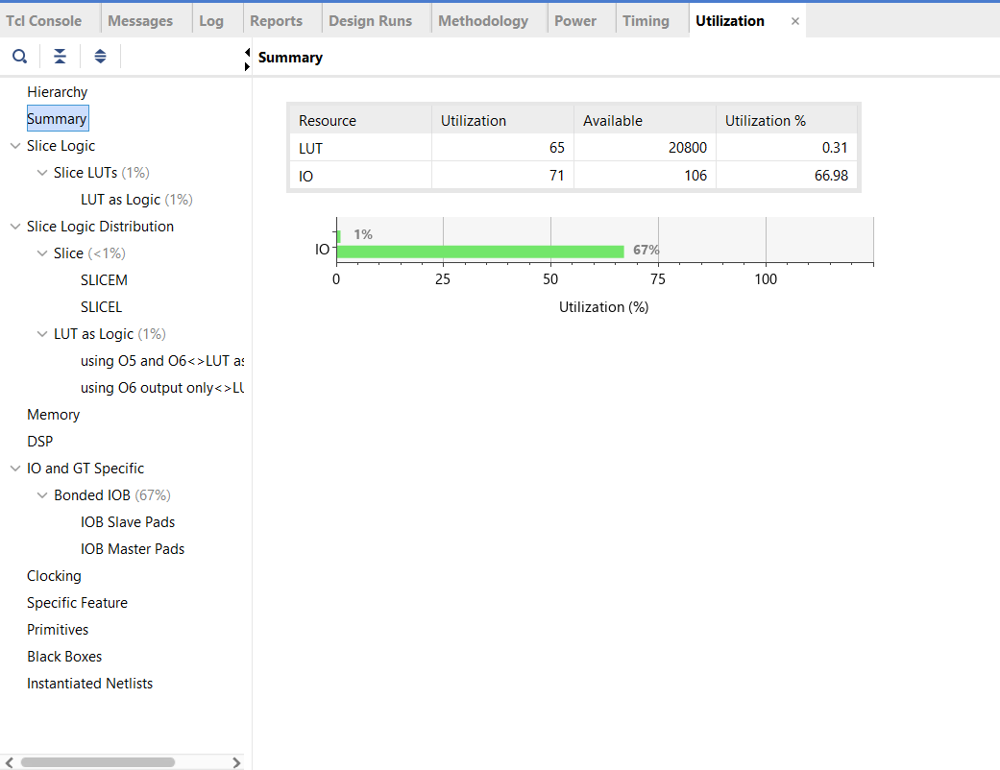 Tcl Console Messages Log Reports Design Runs Methodology Power Timing Utilization ×
Summary
Hierarchy
Summary
Slice Logic
Slice LUTs (1%)
LUT as Logic (1%)
Slice Logic Distribution
Slice (<1%)
SLICEM
SLICEL
LUT as Logic (1%)
using O5 and O6<>LUT as
using O6 output only<>LU
Memory
DSP
IO and GT Specific
Bonded IOB (67%)
IOB Slave Pads
IOB Master Pads
Clocking
Specific Feature
Primitives
Black Boxes
Instantiated Netlists
Resource Utilization Available Utilization %
LUT 65 20800 0.31
IO 71 106 66.98
1%
IO 67%
0 25 50 75 100
Utilization (%)